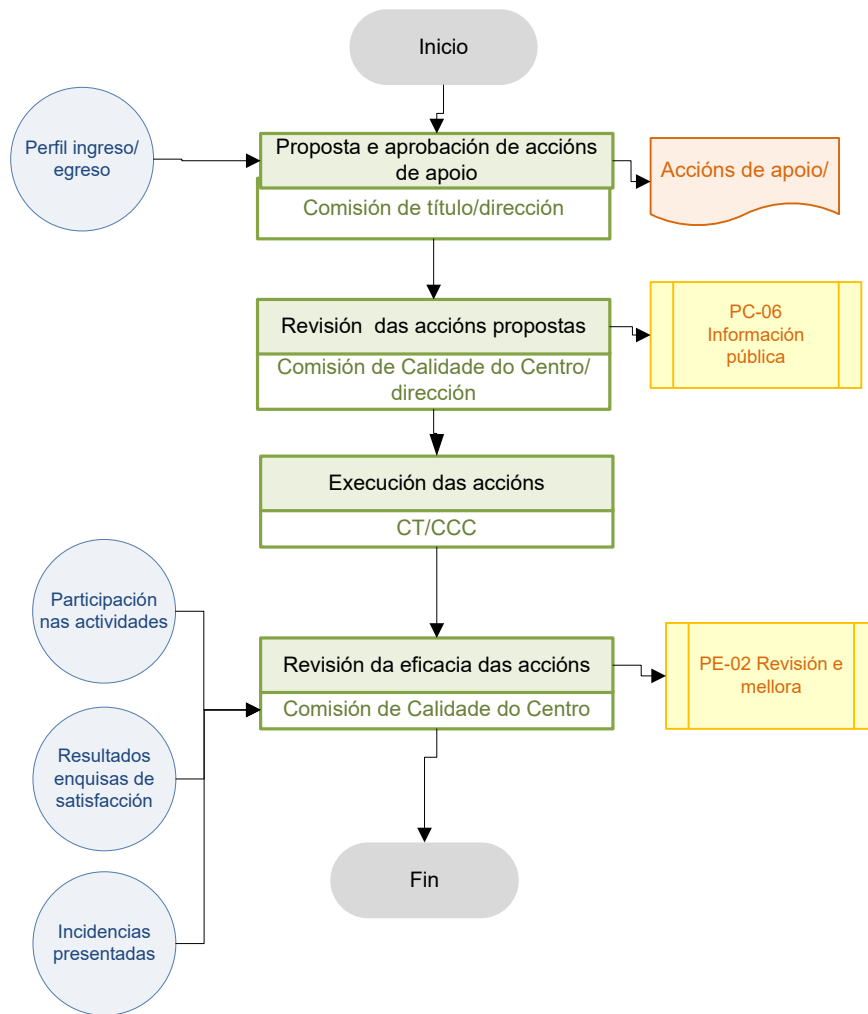 Inicio
Perfil ingreso/
egreso
Proposta e aprobación de accións
de apoio
Comisión de título/dirección
Accións de apoio/
Revisión das accións propostas
Comisión de Calidade do Centro/
dirección
PC-06
Información
pública
Execución das accións
CT/CCC
Participación
nas actividades
Revisión da eficacia das accións
Comisión de Calidade do Centro
PE-02 Revisión e
mellora
Resultados
enquisas de
satisfacción
Fin
Incidencias
presentadas